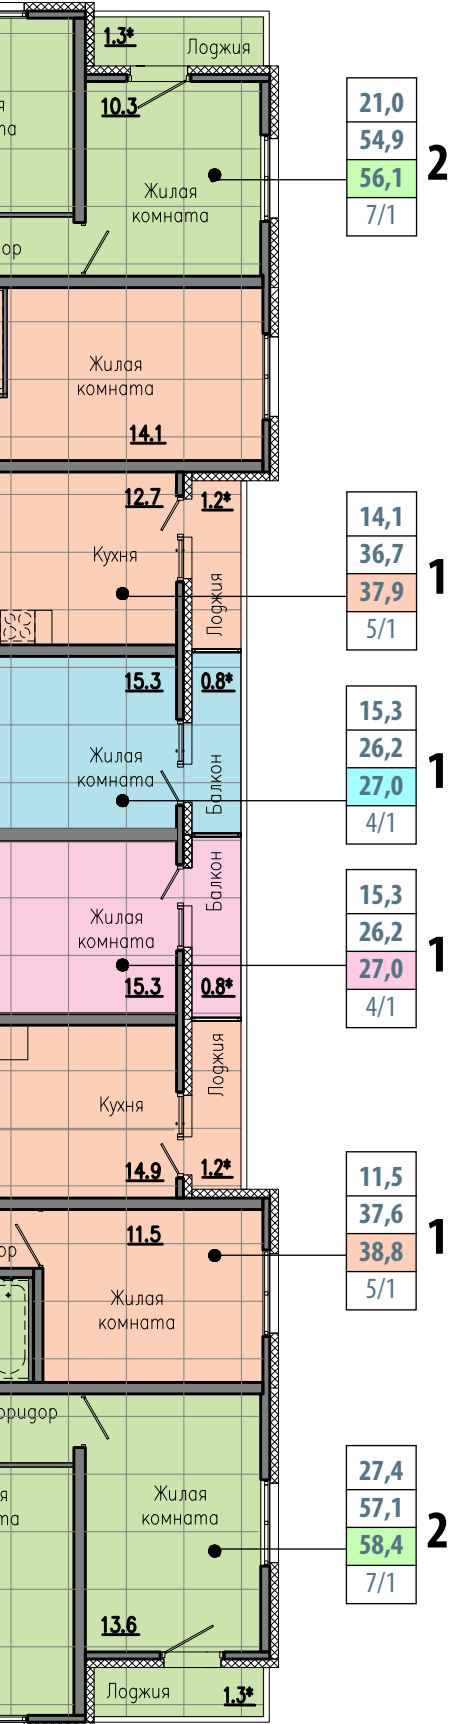 1.3*
Лоджия
10.3
я
та
Жилая
комната
ор
21,0
54,9
56,1
7/1
2
Жилая
комната
14.1
12.7
1.2*
Кухня
Лоджия
14,1
36,7
37,9
5/1
1
15.3
0.8*
Жилая
комната
Балкон
15,3
26,2
27,0
4/1
1
Балкон
Жилая
комната
15.3
0.8*
15,3
26,2
27,0
4/1
1
Лоджия
Кухня
14.9
1.2*
11.5
ор
Жилая
комната
11,5
37,6
38,8
5/1
1
оридор
я
та
Жилая
комната
13.6
Лоджия
1.3*
27,4
57,1
58,4
7/1
2